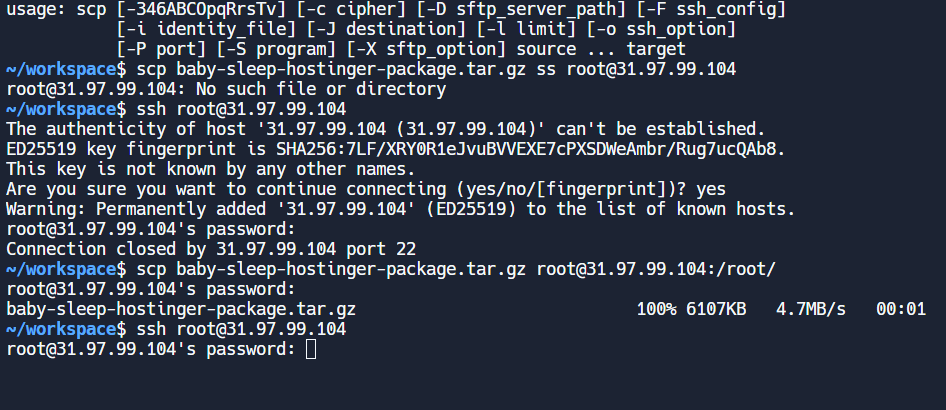 usage: scp [-346ABCOpqRrsTv] [-c cipher] [-D sftp_server_path] [-F ssh_config]
[-i identity_file] [-J destination] [-l limit] [-o ssh_option]
[-P port] [-S program] [-X sftp_option] source ... target
~/workspace$ scp baby-sleep-hostinger-package.tar.gz ss root@31.97.99.104
root@31.97.99.104: No such file or directory
~/workspace$ ssh root@31.97.99.104
The authenticity of host '31.97.99.104 (31.97.99.104)' can't be established.
ED25519 key fingerprint is SHA256:7LF/XRY0R1eJvuBVVEXE7cPXSDWeAmbr/Rug7ucQAb8.
This key is not known by any other names.
Are you sure you want to continue connecting (yes/no/[fingerprint])? yes
Warning: Permanently added '31.97.99.104' (ED25519) to the list of known hosts.
root@31.97.99.104's password:
Connection closed by 31.97.99.104 port 22
~/workspace$ scp baby-sleep-hostinger-package.tar.gz root@31.97.99.104:/root/
root@31.97.99.104's password:
baby-sleep-hostinger-package.tar.gz 100% 6107KB 4.7MB/s 00:01
~/workspace$ ssh root@31.97.99.104
root@31.97.99.104's password: